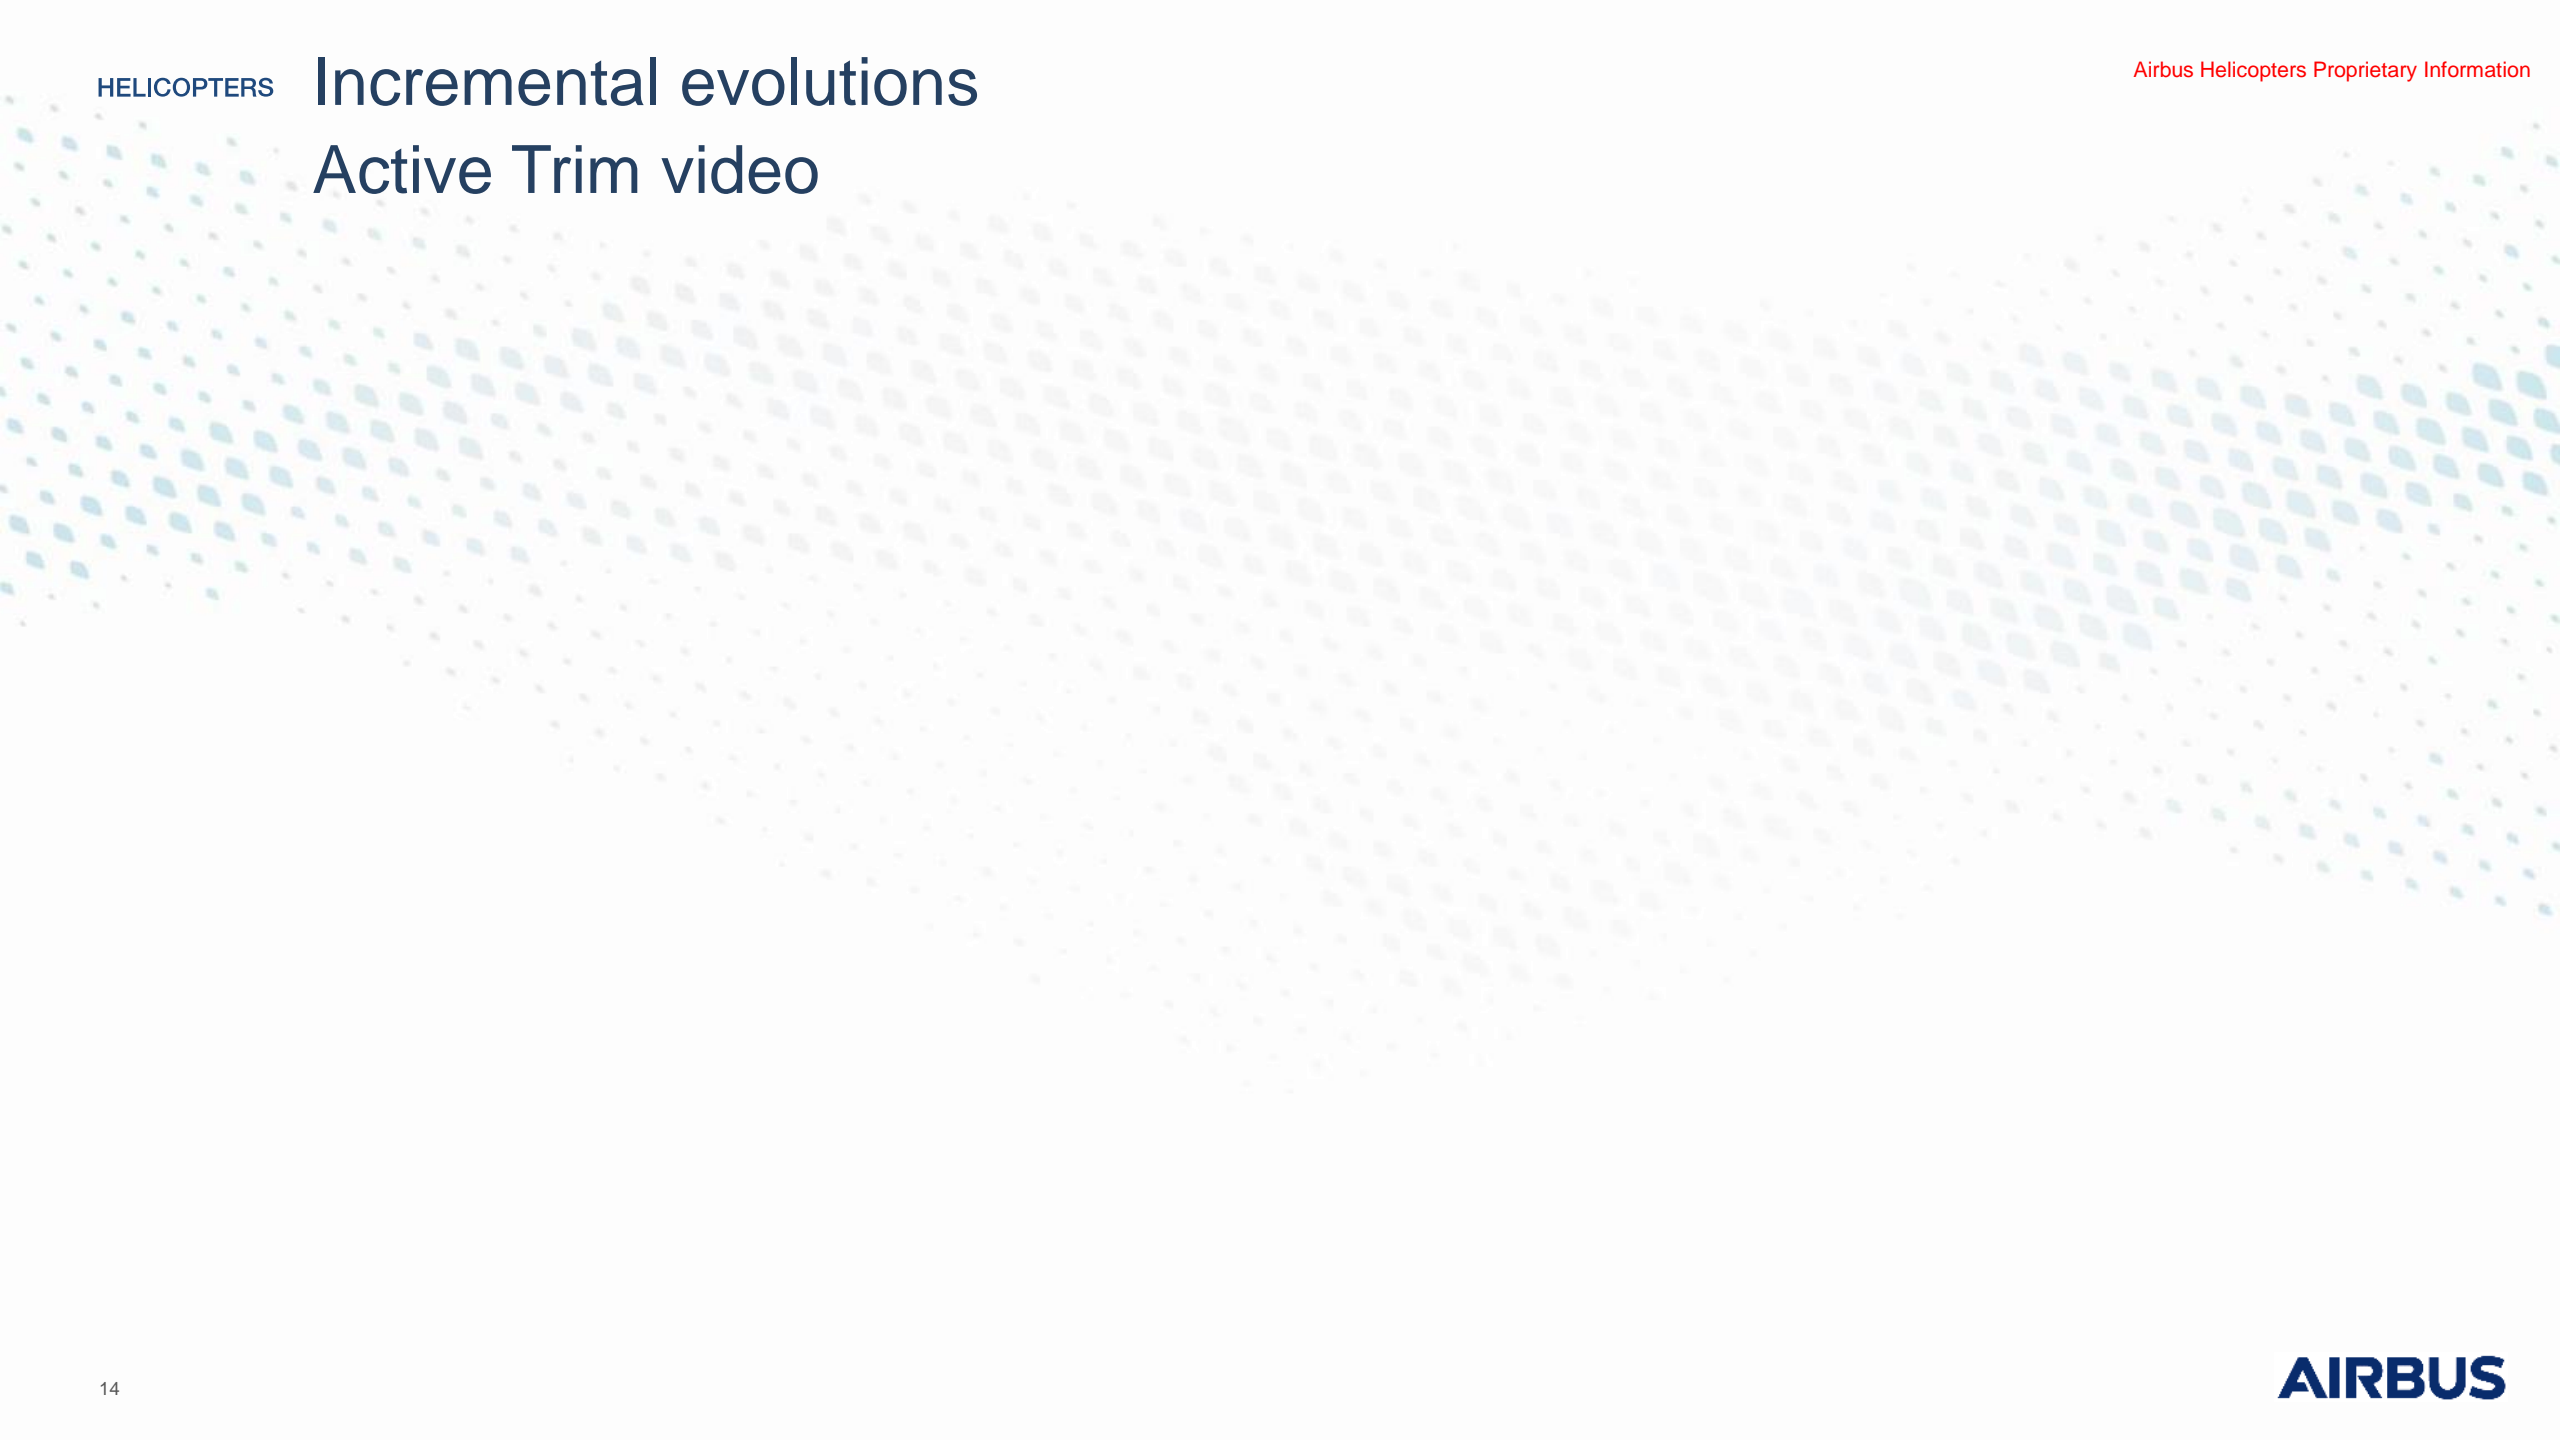 HELICOPTERS
Incremental evolutions
Active Trim video
Airbus Helicopters Proprietary Information
14
AIRBUS